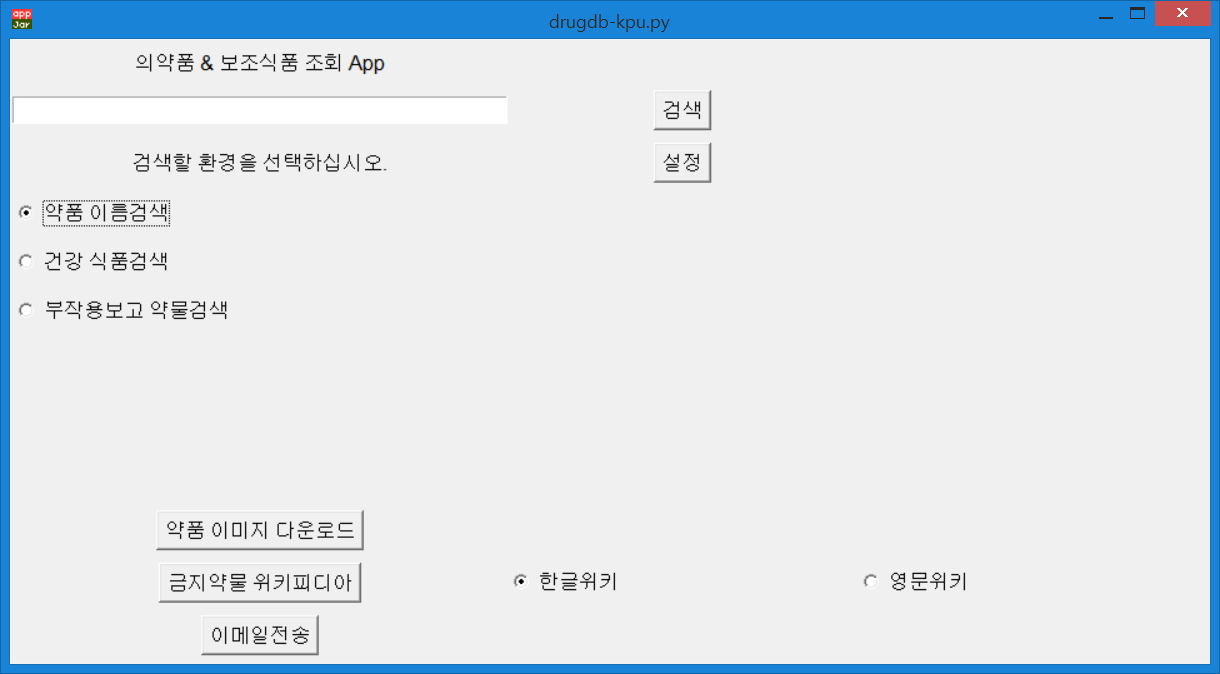 app
Jar
drugdb-kpu.py
의약품 & 보조식품 조회 App
검색
검색할 환경을 선택하십시오.
설정
약품 이름검색
건강 식품검색
부작용보고 약물검색
약품 이미지 다운로드
금지약물 위키피디아
한글위키
영문위키
이메일전송